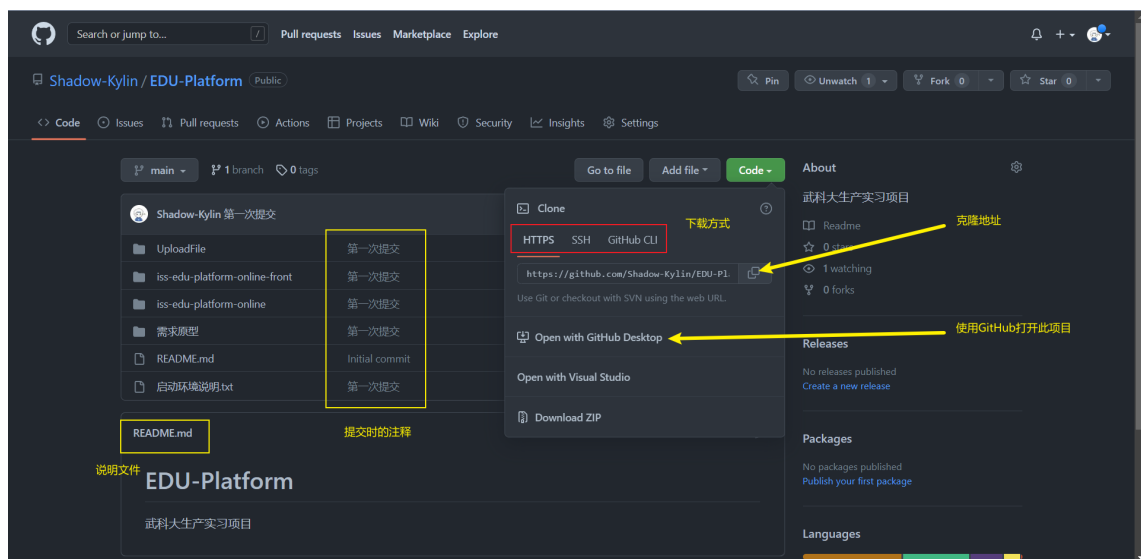 Search or jump to... /
Pull requests Issues Marketplace Explore
Shadow-Kylin / EDU-Platform Public
Pin
Unwatch 1
Fork 0
Star 0
Code Issues Pull requests Actions Projects Wiki Security Insights Settings
main 1 branch 0 tags
Go to file
Add file
Code
Shadow-Kylin 第一次提交
UploadFile 第一次提交
iss-edu-platform-online-front 第一次提交
iss-edu-platform-online 第一次提交
需求原型 第一次提交
README.md Initial commit
启动环境说明.txt 第一次提交
提交时的注释
Clone
下载方式
HTTPS SSH GitHub CLI
https://github.com/Shadow-Kylin/EDU-Pl
Use Git or checkout with SVN using the web URL.
Open with GitHub Desktop
Open with Visual Studio
Download ZIP
克隆地址
使用GitHub打开此项目
README.md
说明文件
EDU-Platform
武科大生产实习项目
About
武科大生产实习项目
Readme
0 stars
1 watching
0 forks
Releases
No releases published
Create a new release
Packages
No packages published
Publish your first package
Languages